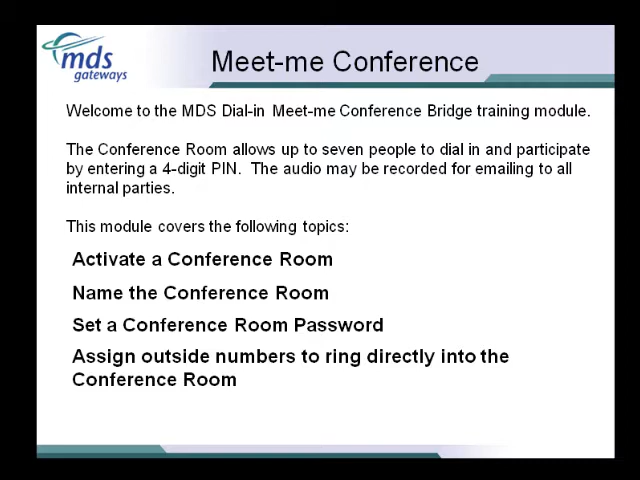 mds
gateways
Meet-me Conference
Welcome to the MDS Dial-in Meet-me Conference Bridge training module.
The Conference Room allows up to seven people to dial in and participate
by entering a 4-digit PIN. The audio may be recorded for emailing to all
internal parties.
This module covers the following topics:
Activate a Conference Room
Name the Conference Room
Set a Conference Room Password
Assign outside numbers to ring directly into the
Conference Room